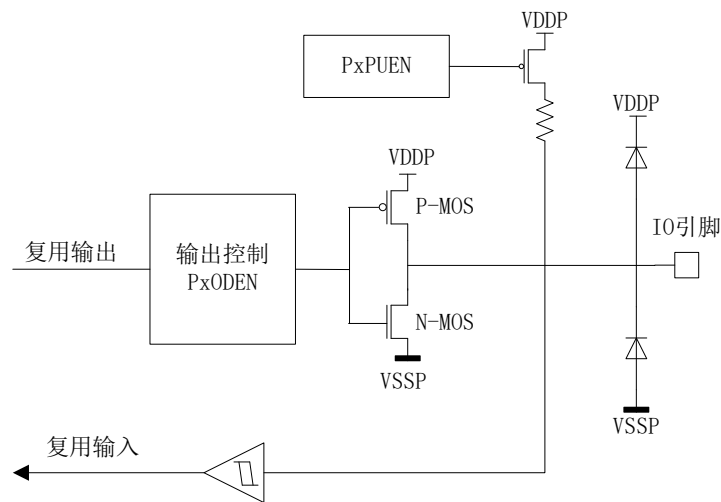 VDDP
PxPUEN
VDDP
VDDP
P-MOS
IO引脚
复用输出
输出控制
PxODEN
N-MOS
VSSP
VSSP
复用输入